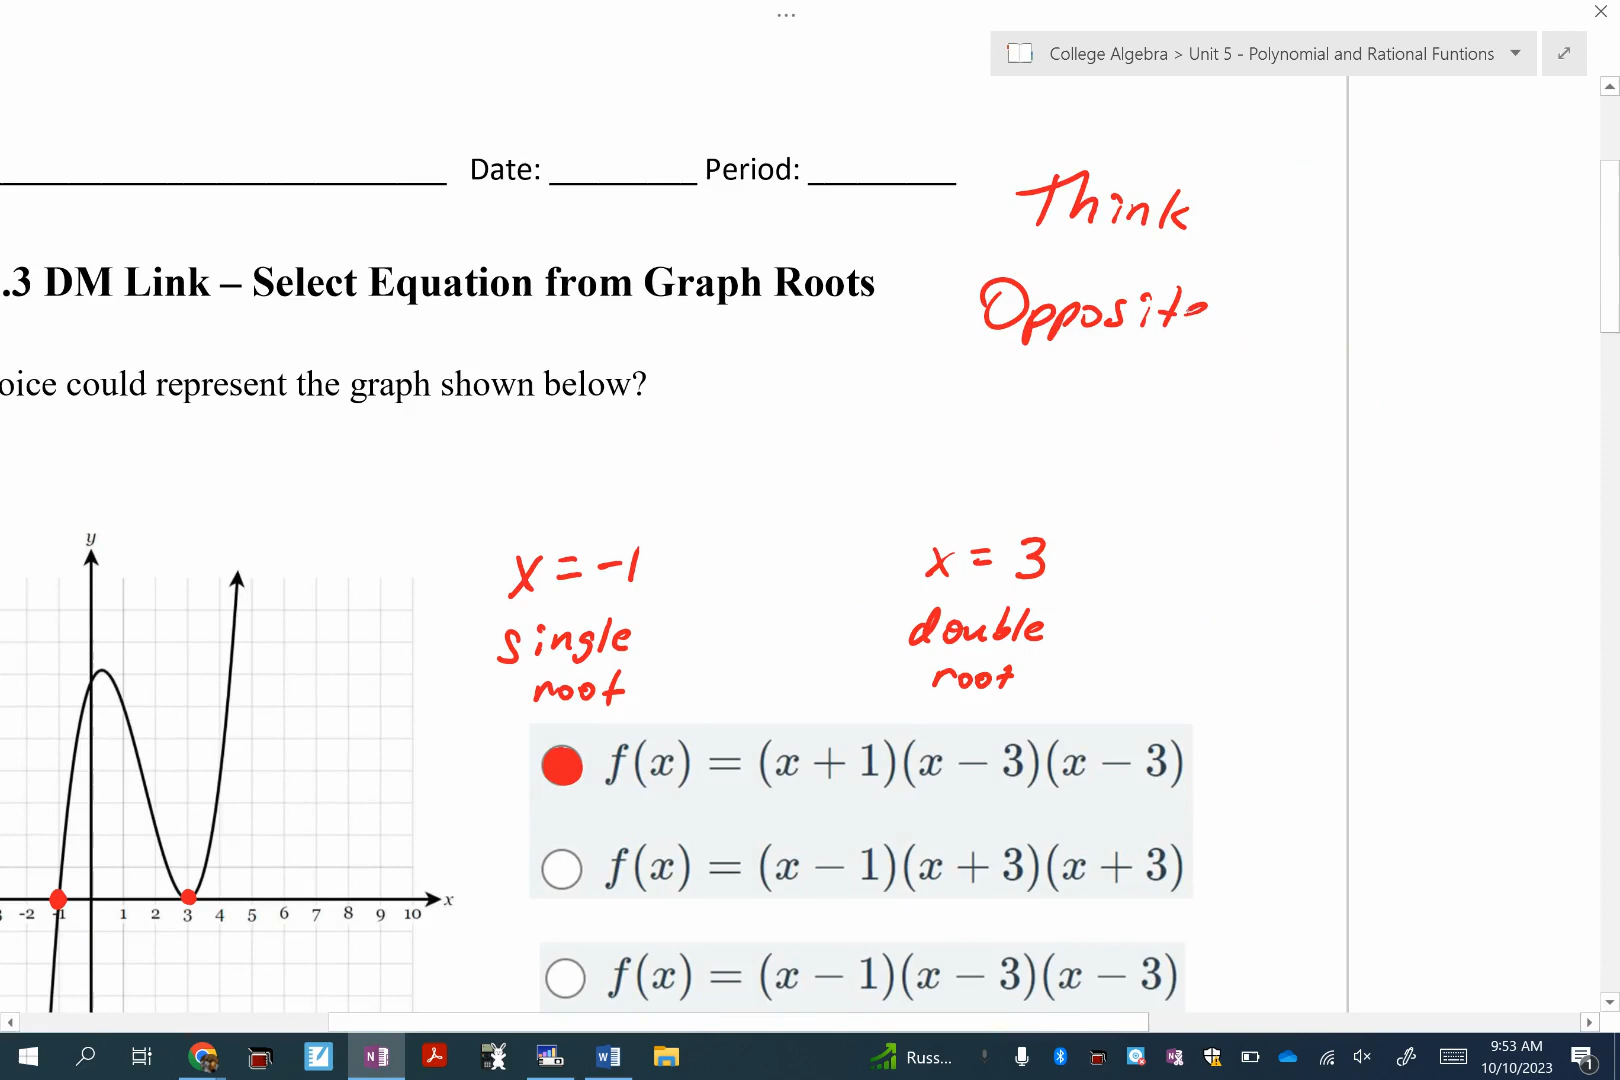 ...
College Algebra > Unit 5 - Polynomial and Rational Funtions
Date: __________ Period: __________
Think
Opposite
.3 DM Link – Select Equation from Graph Roots
oice could represent the graph shown below?
x = -1
single
root
x = 3
double
root
y
f(x) = (x + 1)(x − 3)(x − 3)
f(x) = (x − 1)(x + 3)(x + 3)
x
-2 -1 1 2 3 4 5 6 7 8 9 10
f(x) = (x − 1)(x − 3)(x − 3)
Russ...
9:53 AM
10/10/2023
1